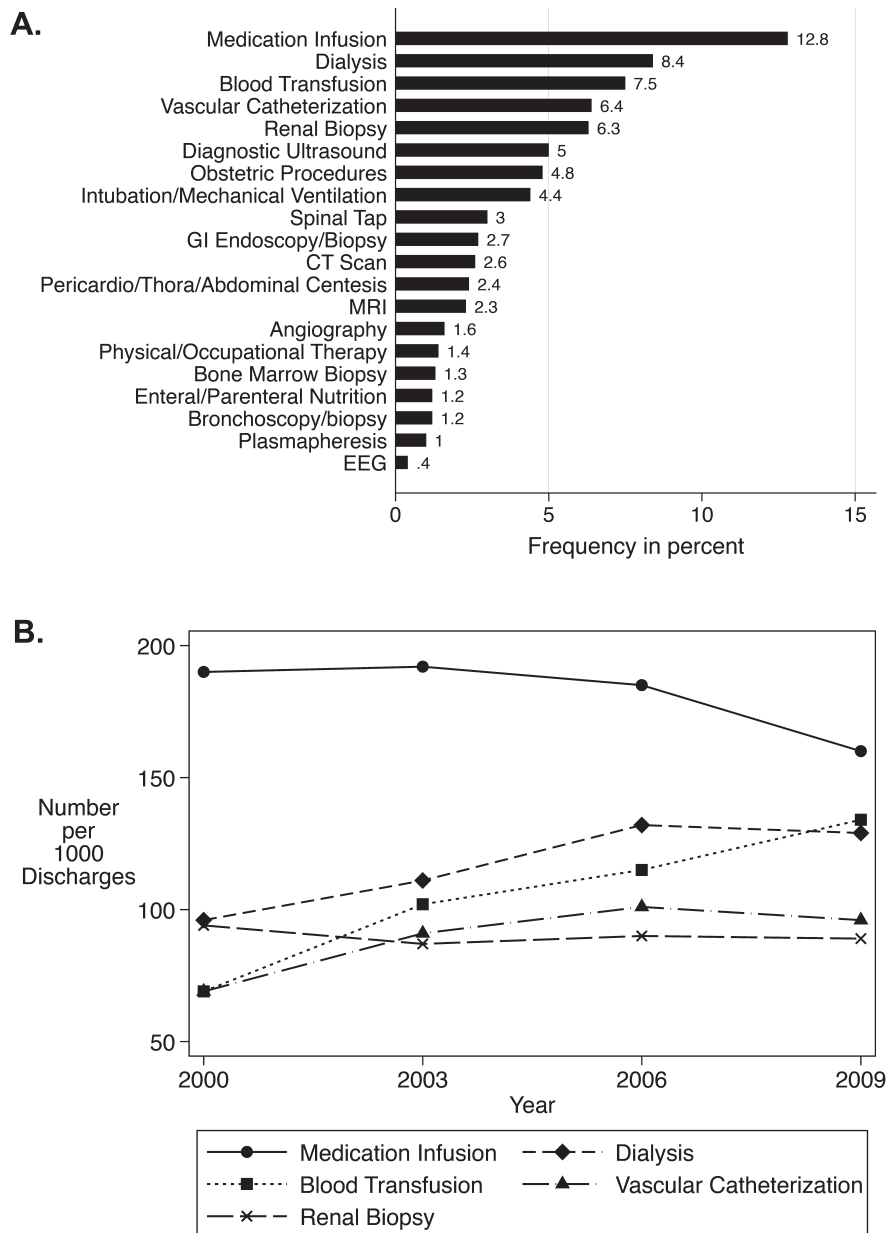 A.
Medication Infusion 12.8
Dialysis 8.4
Blood Transfusion 7.5
Vascular Catheterization 6.4
Renal Biopsy 6.3
Diagnostic Ultrasound 5
Obstetric Procedures 4.8
Intubation/Mechanical Ventilation 4.4
Spinal Tap 3
GI Endoscopy/Biopsy 2.7
CT Scan 2.6
Pericardio/Thora/Abdominal Centesis 2.4
MRI 2.3
Angiography 1.6
Physical/Occupational Therapy 1.4
Bone Marrow Biopsy 1.3
Enteral/Parenteral Nutrition 1.2
Bronchoscopy/biopsy 1.2
Plasmapheresis 1
EEG .4
0 5 10 15
Frequency in percent
B.
200
150
100
50
Number
per
1000
Discharges
2000 2003 2006 2009
Year
Medication Infusion Dialysis
Blood Transfusion Vascular Catheterization
Renal Biopsy